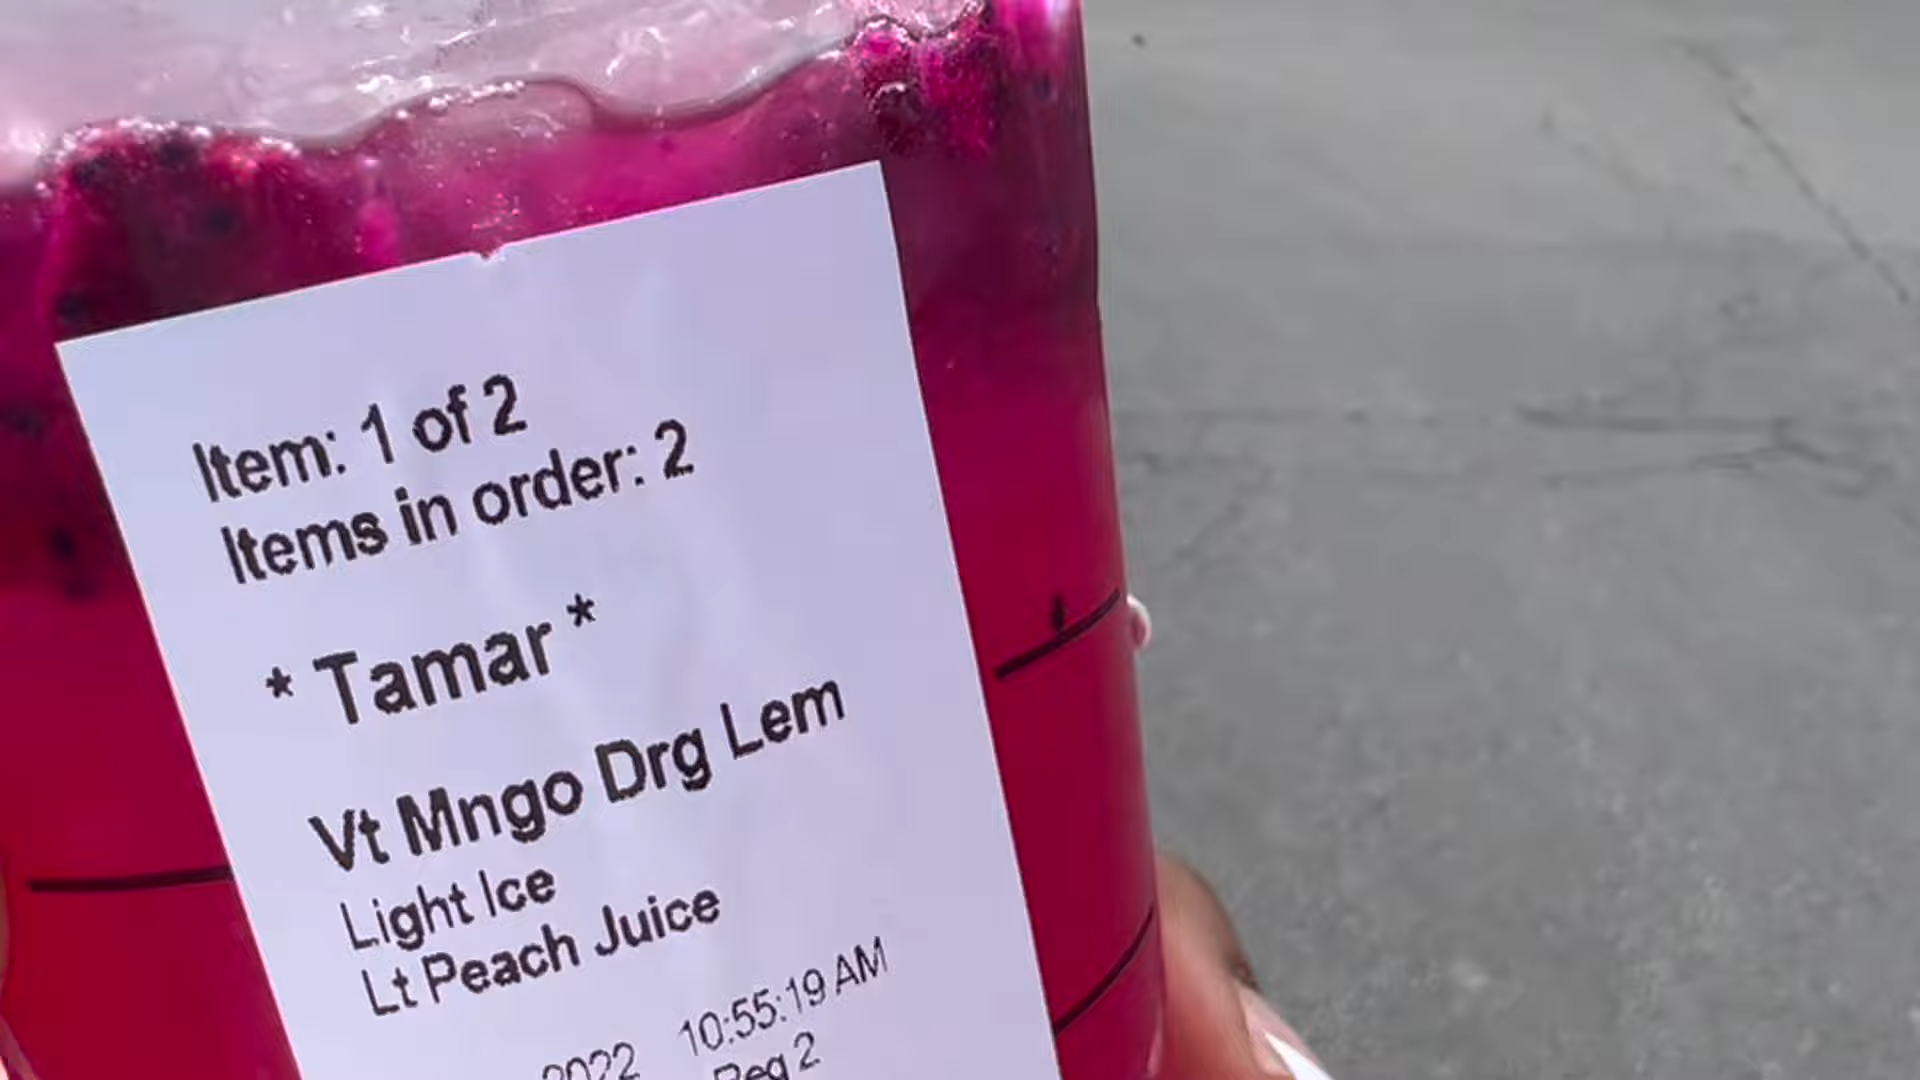 Item: 1 of 2
Items in order: 2
* Tamar *
Vt Mngo Drg Lem
Light Ice
Lt Peach Juice
2022 10:55:19 AM
Reg 2